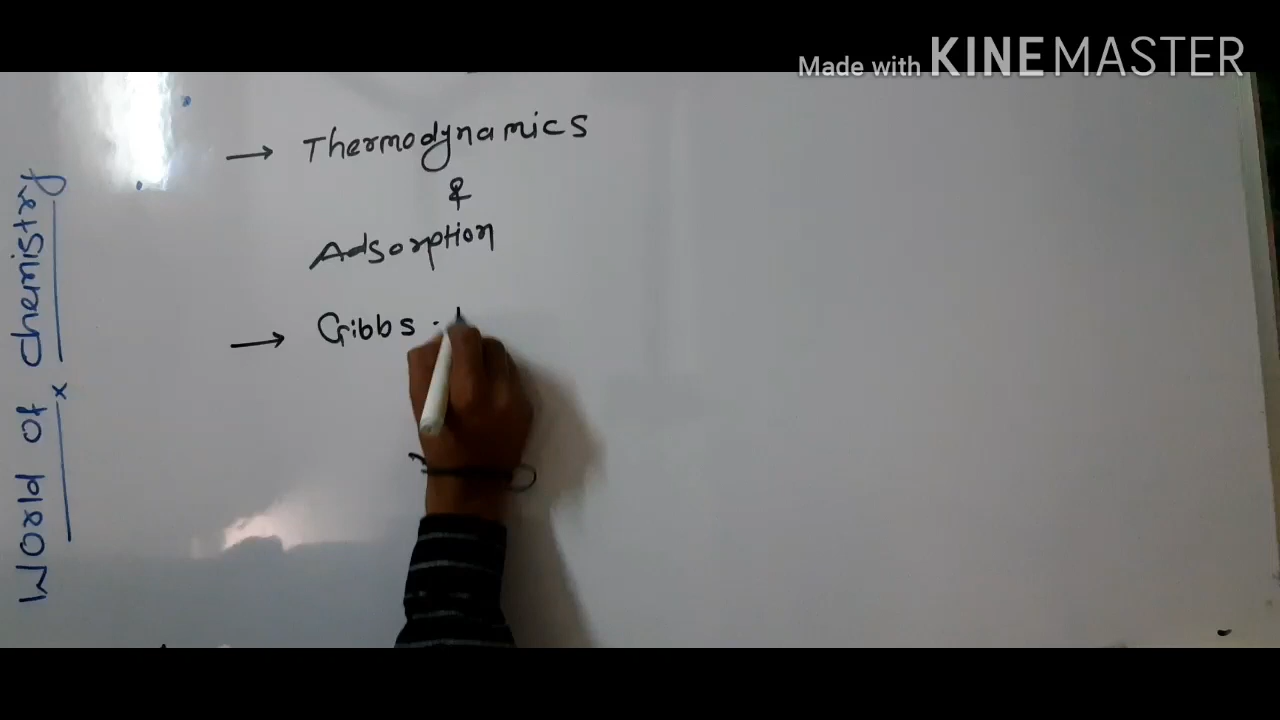 Made with KINEMASTER
→ Thermodynamics
&
Adsorption
→ Gibbs -
World of Chemistry
x